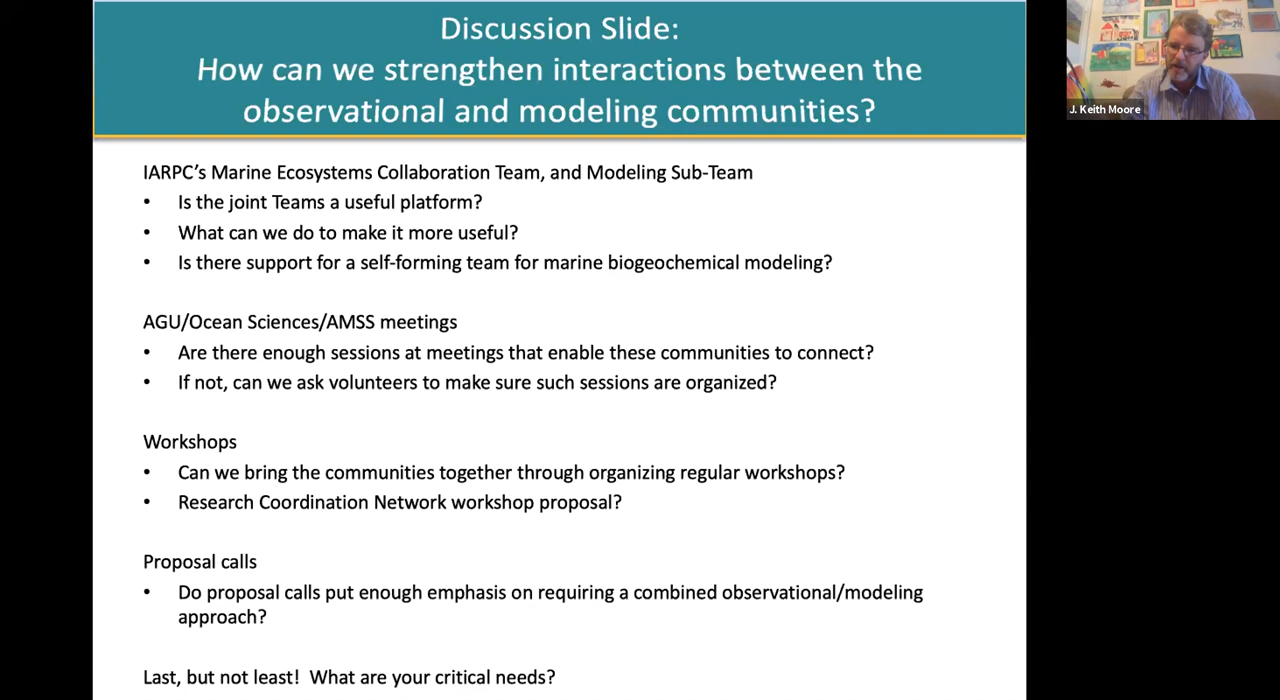 Discussion Slide:
How can we strengthen interactions between the
observational and modeling communities?
J. Keith Moore
IARPC’s Marine Ecosystems Collaboration Team, and Modeling Sub-Team
• Is the joint Teams a useful platform?
• What can we do to make it more useful?
• Is there support for a self-forming team for marine biogeochemical modeling?
AGU/Ocean Sciences/AMSS meetings
• Are there enough sessions at meetings that enable these communities to connect?
• If not, can we ask volunteers to make sure such sessions are organized?
Workshops
• Can we bring the communities together through organizing regular workshops?
• Research Coordination Network workshop proposal?
Proposal calls
• Do proposal calls put enough emphasis on requiring a combined observational/modeling
approach?
Last, but not least!  What are your critical needs?